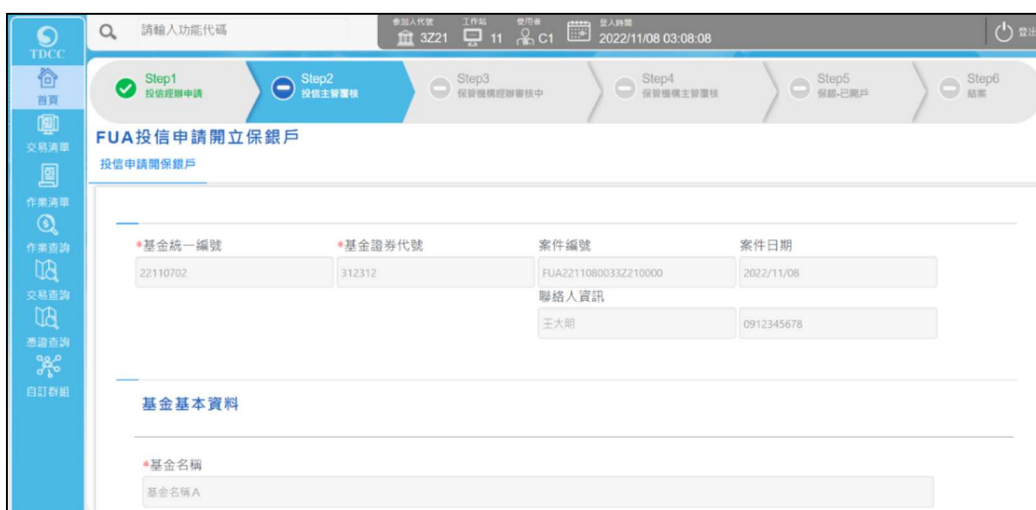 TDCC
請輸入功能代碼
參加人代號
3Z21
工作站
11
使用者
C1
登入時間
2022/11/08 03:08:08
登出
首頁
交易清單
作業清單
作業查詢
交易查詢
憑證查詢
自訂群組
Step1
投信經辦申請
Step2
投信主管覆核
Step3
保管機構經辦審核中
Step4
保管機構主管覆核
Step5
保銀-已開戶
Step6
結案
FUA投信申請開立保銀戶
投信申請開保銀戶
*基金統一編號
22110702
*基金證券代號
312312
案件編號
FUA2211080033Z210000
案件日期
2022/11/08
聯絡人資訊
王大明
0912345678
基金基本資料
*基金名稱
基金名稱A